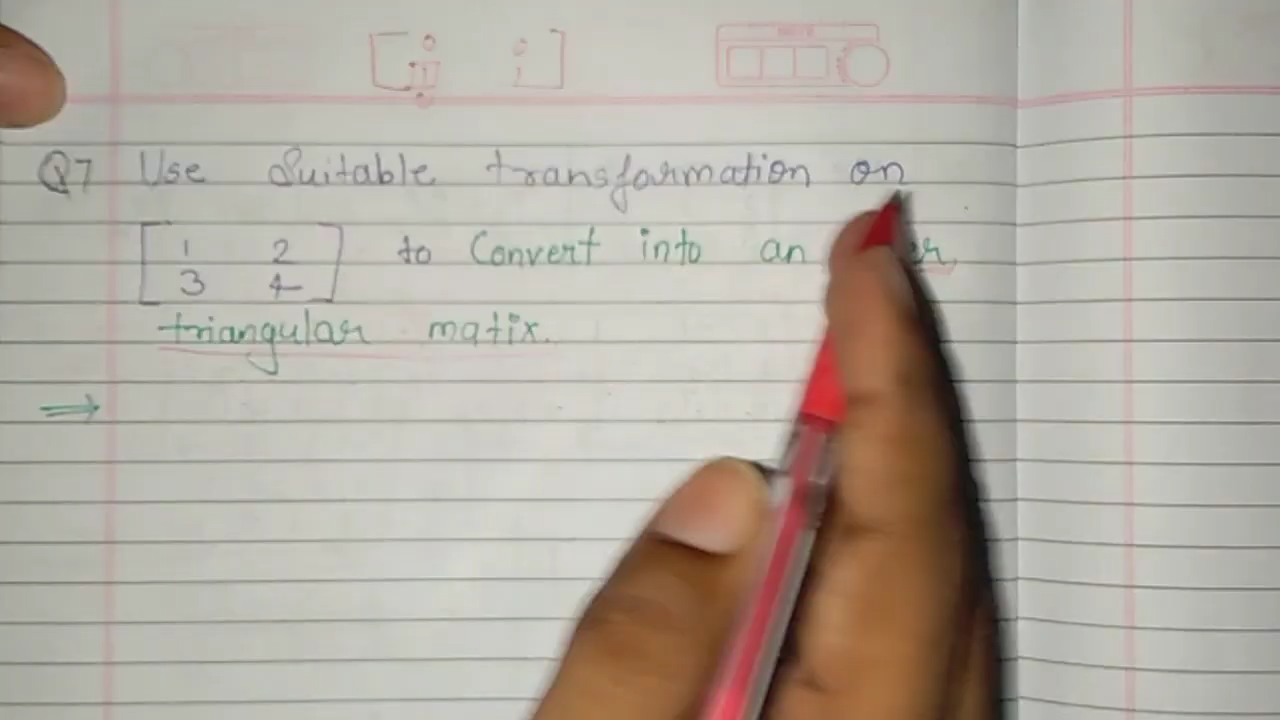 Q7 Use Suitable transformation on
[ 1 2
3 4 ] to Convert into an
triangular matix.